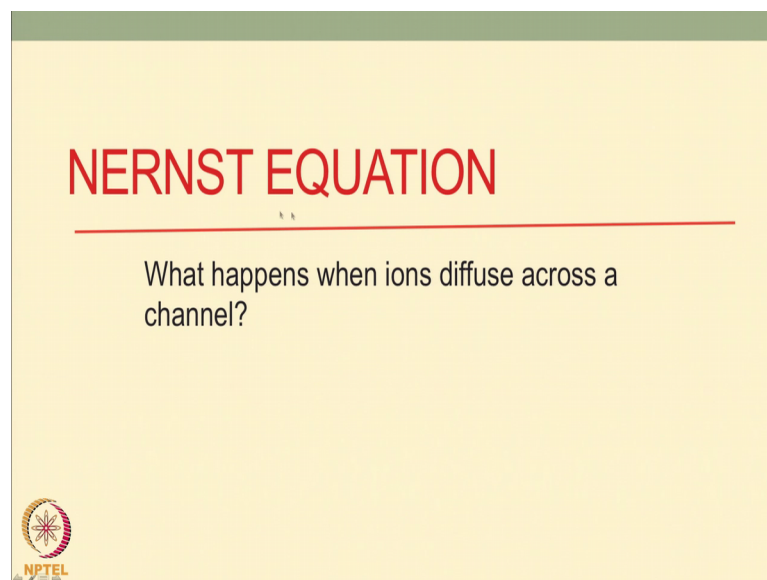 NERNST EQUATION
What happens when ions diffuse across a
channel?
NPTEL